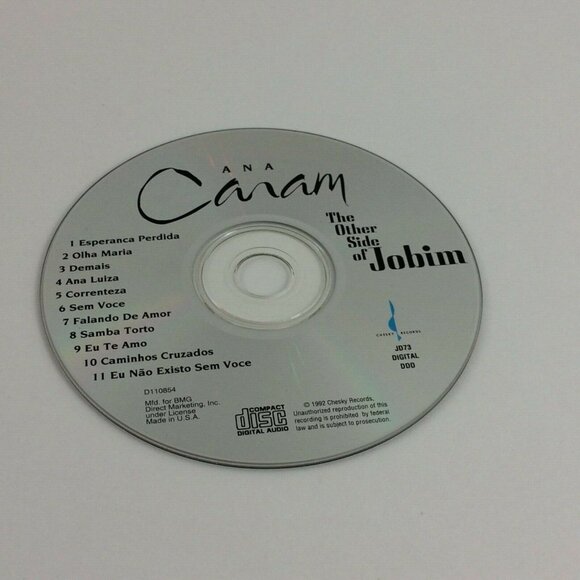 ANA
Caram
The
Other
Side
of Jobim
1 Esperanca Perdida
2 Olha Maria
3 Demais
4 Ana Luiza
5 Correnteza
6 Sem Voce
7 Falando De Amor
8 Samba Torto
9 Eu Te Amo
10 Caminhos Cruzados
11 Eu Não Existo Sem Voce
CHESKY RECORDS
JD73
DIGITAL
DDD
D110854
Mfd. for BMG
Direct Marketing, Inc.
under License
Made in U.S.A.
COMPACT
disc
DIGITAL AUDIO
© 1992 Chesky Records,
Unauthorized reproduction of this
recording is prohibited by federal
law and is subject to prosecution.